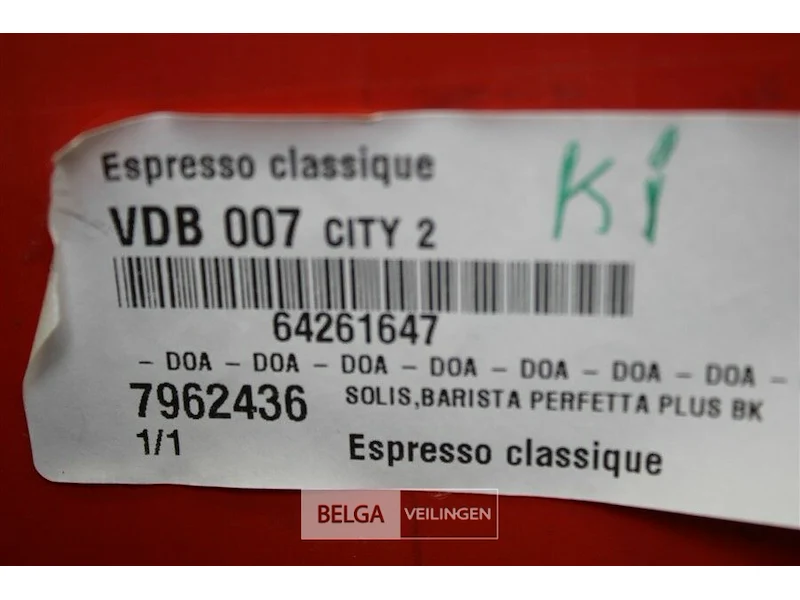 Espresso classique
Ki
VDB 007 CITY 2
64261647
- DOA - DOA - DOA - DOA - DOA - DOA - DOA -
7962436 SOLIS,BARISTA PERFETTA PLUS BK
1/1 Espresso classique
BELGA VEILINGEN